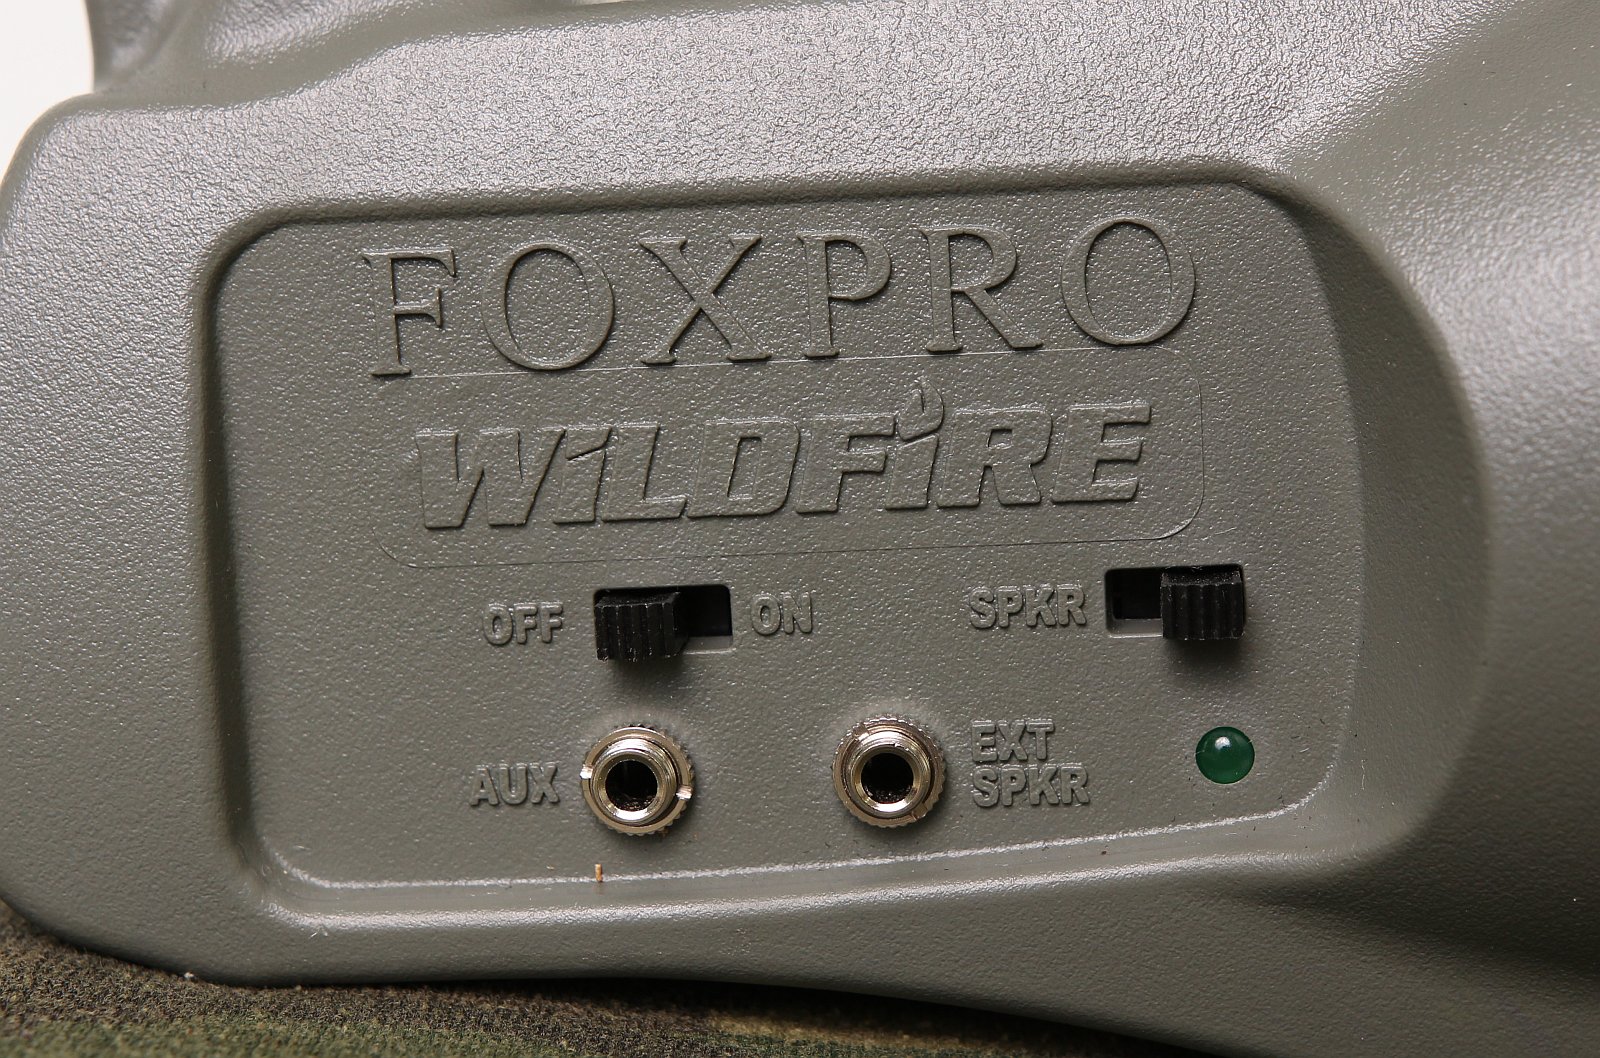 FOXPRO
WiLDFiRE
OFF ON SPKR
AUX EXT
SPKR